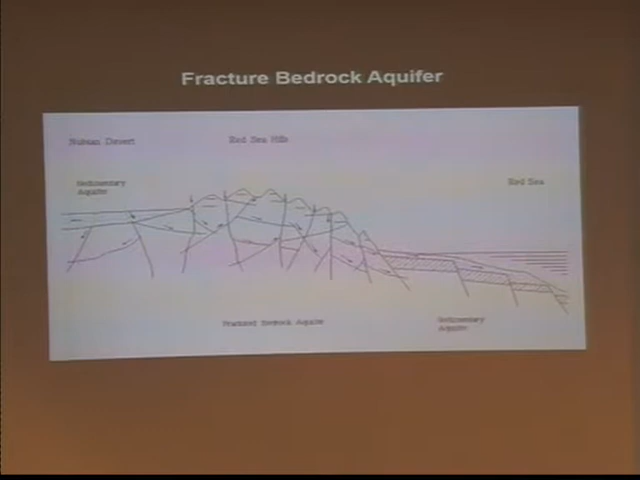 Fracture Bedrock Aquifer
Nubian Desert
Red Sea Hills
Sedimentary
Aquifer
Red Sea
Fractured Bedrock Aquifer
Sedimentary
Aquifer